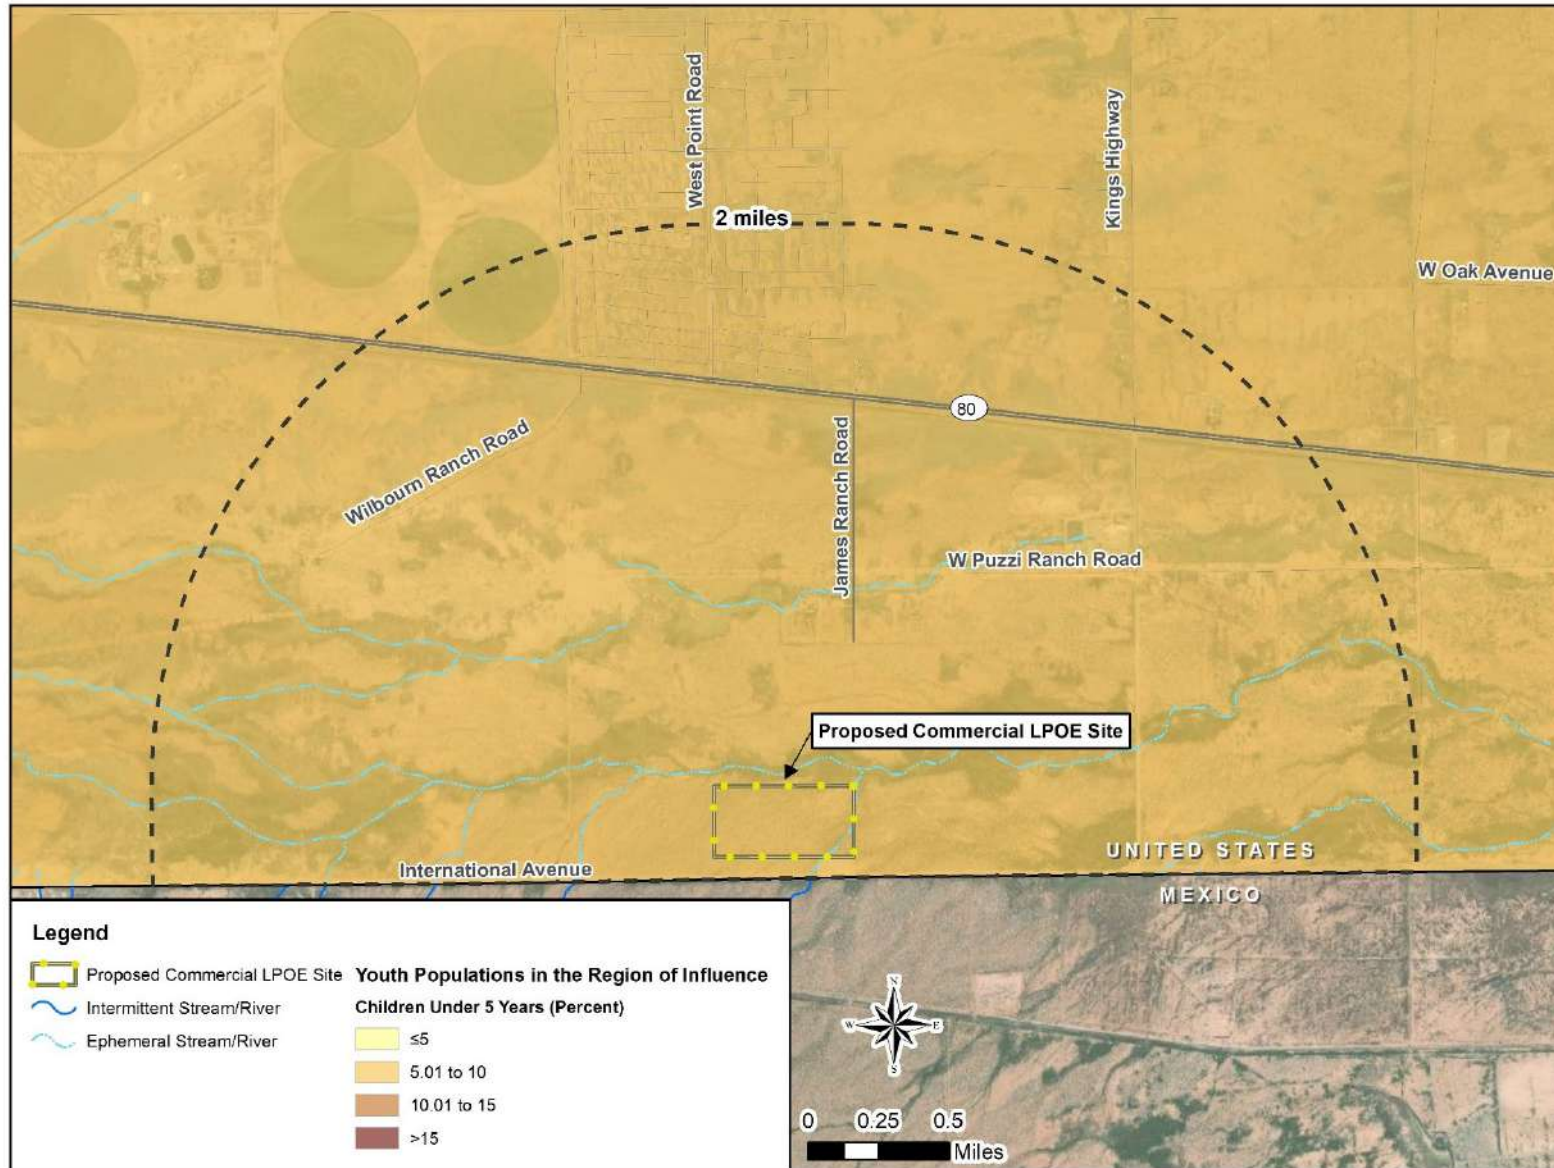 West Point Road
Kings Highway
2 miles
W Oak Avenue
80
Wilbourn Ranch Road
James Ranch Road
W Puzzi Ranch Road
Proposed Commercial LPOE Site
UNITED STATES
International Avenue
MEXICO
Legend
Proposed Commercial LPOE Site
Intermittent Stream/River
Ephemeral Stream/River
Youth Populations in the Region of Influence
Children Under 5 Years (Percent)
≤5
5.01 to 10
10.01 to 15
>15
N
W
E
S
0 0.25 0.5
Miles